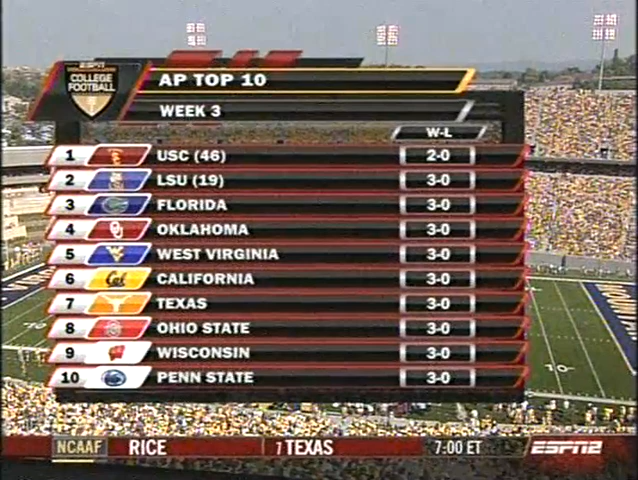 ESPN
COLLEGE
FOOTBALL
AP TOP 10
WEEK 3
W-L
1 USC (46) 2-0
2 LSU (19) 3-0
3 FLORIDA 3-0
4 OKLAHOMA 3-0
5 WEST VIRGINIA 3-0
6 Cal CALIFORNIA 3-0
7 TEXAS 3-0
8 OHIO STATE 3-0
9 WISCONSIN 3-0
10 PENN STATE 3-0
NCAAF RICE 7 TEXAS 7:00 ET ESPN2